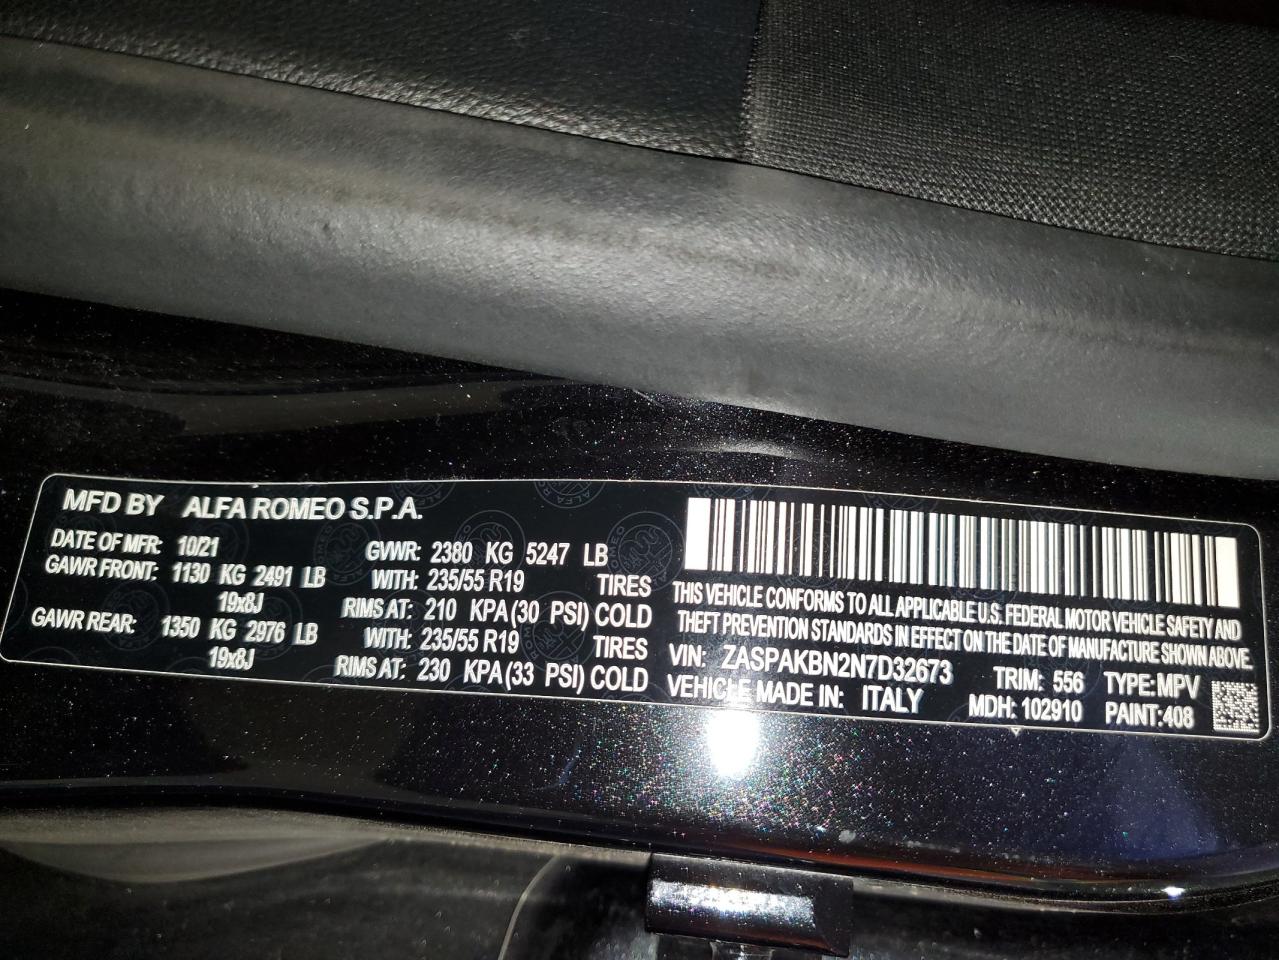 MFD BY ALFA ROMEO S.P.A.
DATE OF MFR: 10/21 GVWR: 2380 KG 5247 LB
GAWR FRONT: 1130 KG 2491 LB WITH: 235/55 R19 TIRES
19x8J RIMS AT: 210 KPA(30 PSI) COLD
GAWR REAR: 1350 KG 2976 LB WITH: 235/55 R19 TIRES
19x8J RIMS AT: 230 KPA(33 PSI) COLD
THIS VEHICLE CONFORMS TO ALL APPLICABLE U.S. FEDERAL MOTOR VEHICLE SAFETY AND
THEFT PREVENTION STANDARDS IN EFFECT ON THE DATE OF MANUFACTURE SHOWN ABOVE.
VIN: ZASPAKBN2N7D32673 TRIM: 556 TYPE:MPV
VEHICLE MADE IN: ITALY MDH: 102910 PAINT:408